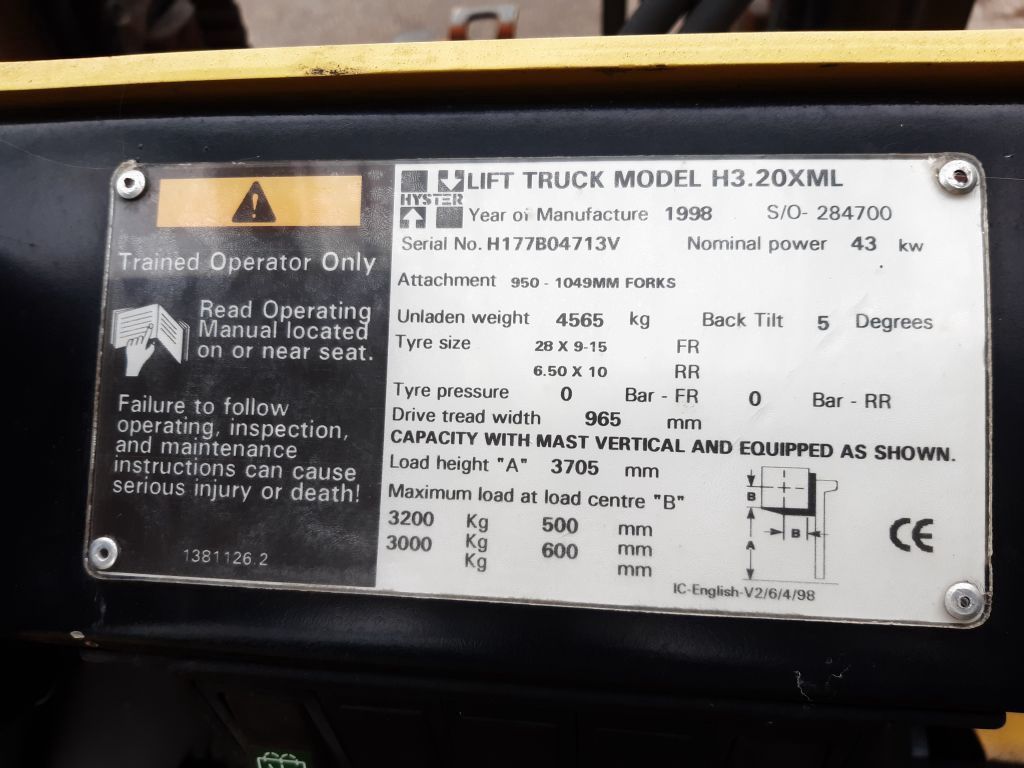 Trained Operator Only
Read Operating
Manual located
on or near seat.
Failure to follow
operating, inspection,
and maintenance
instructions can cause
serious injury or death!
1381126.2
HYSTER
LIFT TRUCK MODEL H3.20XML
Year of Manufacture 1998 S/O- 284700
Serial No. H177B04713V Nominal power 43 kw
Attachment 950 - 1049MM FORKS
Unladen weight 4565 kg Back Tilt 5 Degrees
Tyre size 28 X 9-15 FR
6.50 X 10 RR
Tyre pressure 0 Bar - FR 0 Bar - RR
Drive tread width 965 mm
CAPACITY WITH MAST VERTICAL AND EQUIPPED AS SHOWN.
Load height "A" 3705 mm
Maximum load at load centre "B"
3200 Kg 500 mm
3000 Kg 600 mm
Kg mm
B
B
A
CE
IC-English-V2/6/4/98